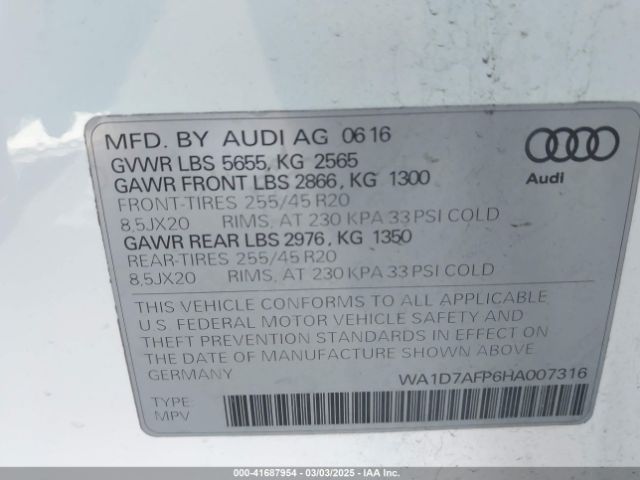 MFD. BY AUDI AG 06 16
GVWR LBS 5655, KG 2565
GAWR FRONT LBS 2866, KG 1300
FRONT-TIRES 255/45 R20
8.5JX20 RIMS, AT 230 KPA 33 PSI COLD
GAWR REAR LBS 2976, KG 1350
REAR-TIRES 255/45 R20
8.5JX20 RIMS, AT 230 KPA 33 PSI COLD
Audi
THIS VEHICLE CONFORMS TO ALL APPLICABLE
U.S. FEDERAL MOTOR VEHICLE SAFETY AND
THEFT PREVENTION STANDARDS IN EFFECT ON
THE DATE OF MANUFACTURE SHOWN ABOVE.
GERMANY
WA1D7AFP6HA007316
TYPE:
MPV
000-41687954 - 03/03/2025 - IAA Inc.